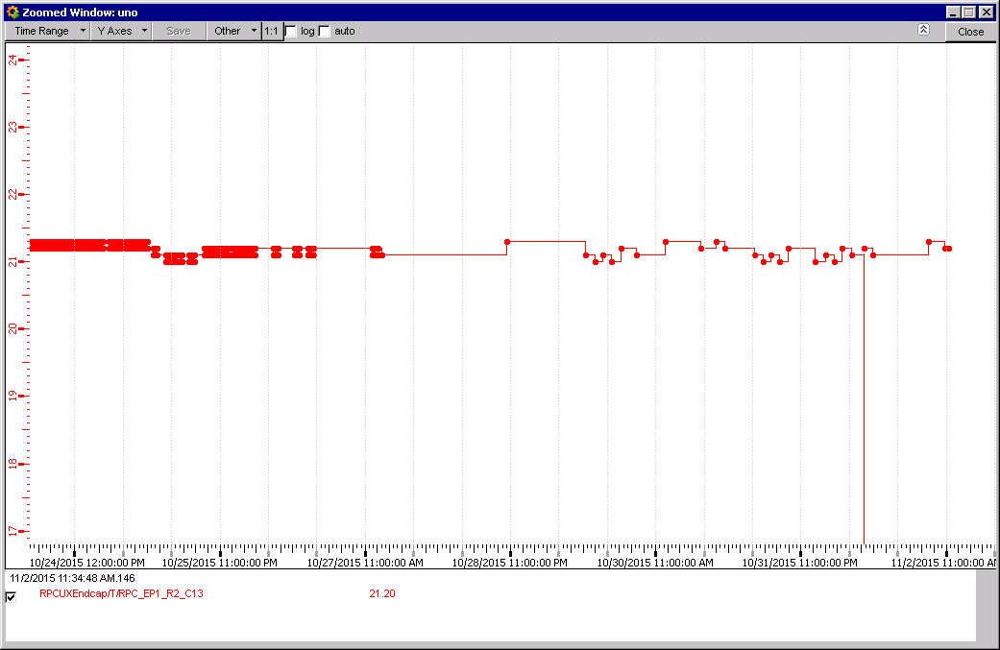 Zoomed Window: uno
Time Range Y Axes Save Other 1:1 log auto Close
24
23
22
21
20
19
18
17
10/24/2015 12:00:00 PM 10/25/2015 11:00:00 PM 10/27/2015 11:00:00 AM 10/28/2015 11:00:00 PM 10/30/2015 11:00:00 AM 10/31/2015 11:00:00 PM 11/2/2015 11:00:00 AM
11/2/2015 11:34:48 AM.146
RPCUXEndcap/T/RPC_EP1_R2_C13 21.20